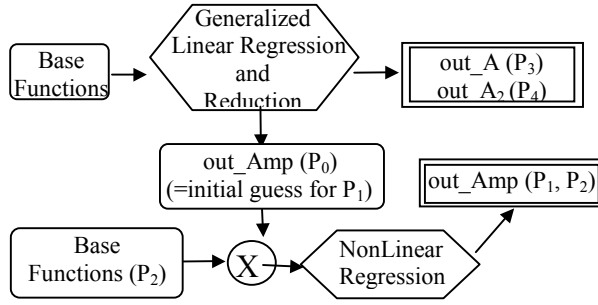 Generalized
Linear Regression
and
Reduction
Base
Functions
out_A (P3)
out_A2 (P4)
out_Amp (P0)
(=initial guess for P1)
out_Amp (P1, P2)
Base
Functions (P2)
X
NonLinear
Regression